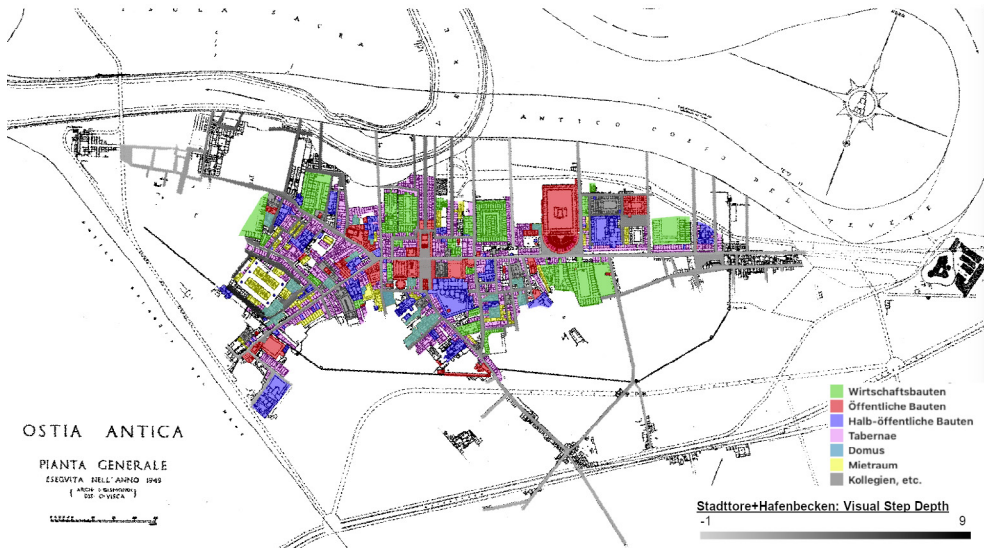 ISOLA SACRA
ANTICO CORSO DEL TEVERE
OSTIA ANTICA
PIANTA GENERALE
ESEGUITA NELL'ANNO 1949
Wirtschaftsbauten
Öffentliche Bauten
Halb-öffentliche Bauten
Tabernae
Domus
Mietraum
Kollegien, etc.
Stadttore+Hafenbecken: Visual Step Depth
-1
9